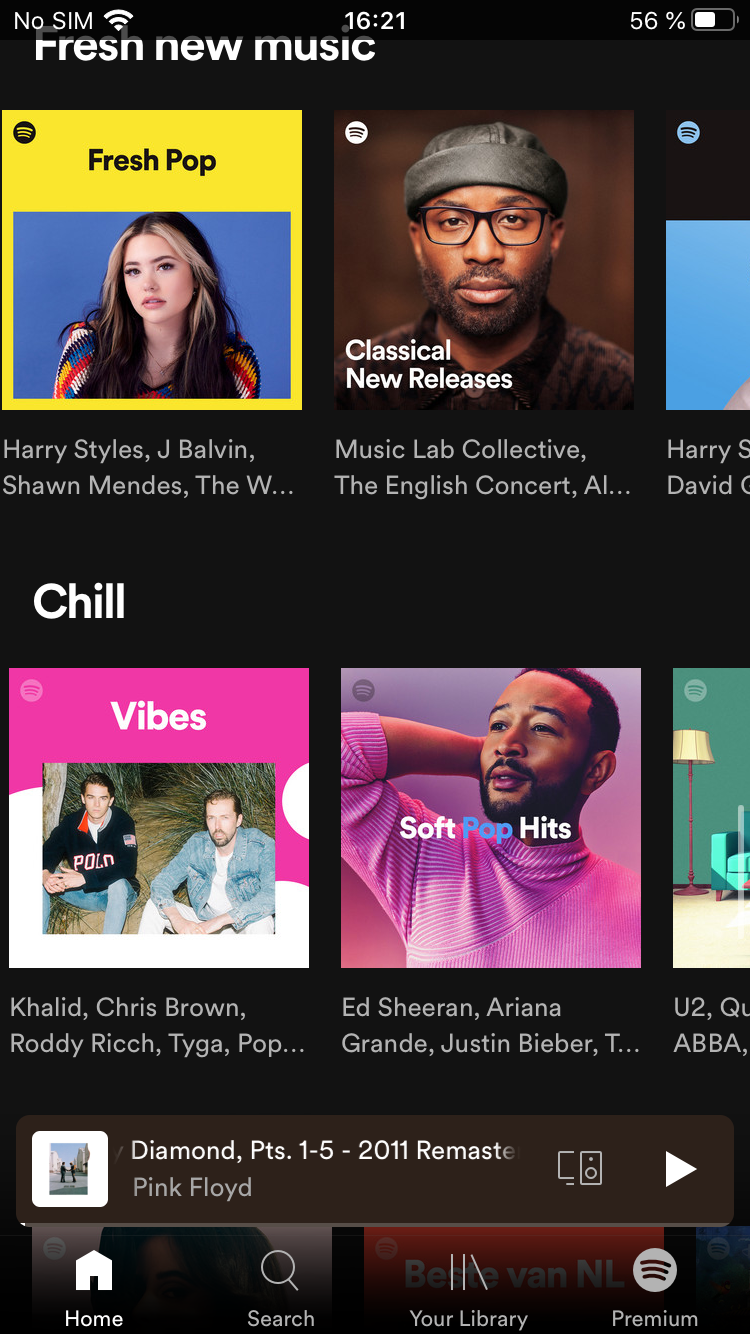 No SIM 16:21 56 %
Fresh new music
Fresh Pop
Classical
New Releases
Harry Styles, J Balvin,
Shawn Mendes, The W...
Music Lab Collective,
The English Concert, Al...
Harry S
David G
Chill
Vibes
POLO
Soft Pop Hits
Khalid, Chris Brown,
Roddy Ricch, Tyga, Pop...
Ed Sheeran, Ariana
Grande, Justin Bieber, T...
U2, Qu
ABBA,
y Diamond, Pts. 1-5 - 2011 Remaste
Pink Floyd
Beste van NL
Home Search Your Library Premium